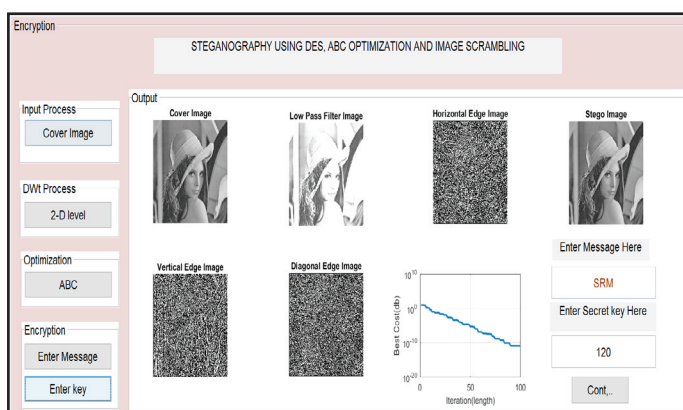 Encryption
STEGANOGRAPHY USING DES, ABC OPTIMIZATION AND IMAGE SCRAMBLING
Input Process
Cover Image
DWt Process
2-D level
Optimization
ABC
Encryption
Enter Message
Enter key
Output
Cover Image
Low Pass Filter Image
Horizontal Edge Image
Stego Image
Vertical Edge Image
Diagonal Edge Image
Best Cost(db)
10^10
10^0
10^-10
10^-20
0
50
100
Iteration(length)
Enter Message Here
SRM
Enter Secret key Here
120
Cont,..